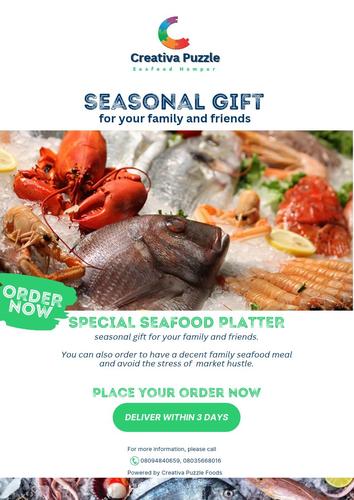 Creativa Puzzle
Seafood Hamper
SEASONAL GIFT
for your family and friends
ORDER
NOW
SPECIAL SEAFOOD PLATTER
seasonal gift for your family and friends.
You can also order to have a decent family seafood meal
and avoid the stress of market hustle.
PLACE YOUR ORDER NOW
DELIVER WITHIN 3 DAYS
For more information, please call
08094840659, 08035668016
Powered by Creativa Puzzle Foods